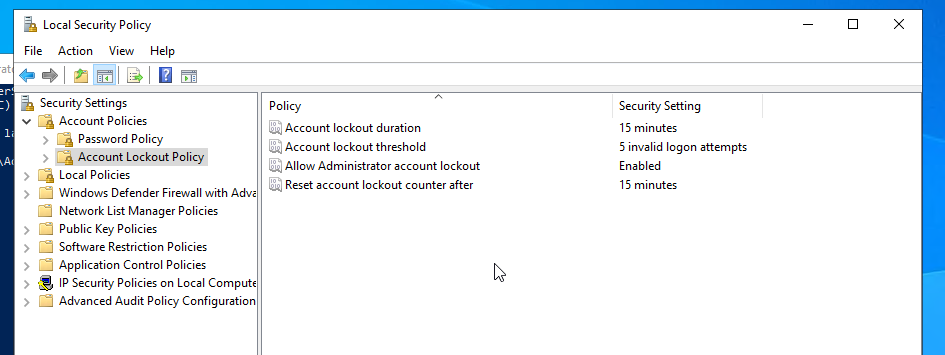 Local Security Policy
File Action View Help
Security Settings
Account Policies
Password Policy
Account Lockout Policy
Local Policies
Windows Defender Firewall with Adva
Network List Manager Policies
Public Key Policies
Software Restriction Policies
Application Control Policies
IP Security Policies on Local Compute
Advanced Audit Policy Configuration
Policy Security Setting
Account lockout duration 15 minutes
Account lockout threshold 5 invalid logon attempts
Allow Administrator account lockout Enabled
Reset account lockout counter after 15 minutes